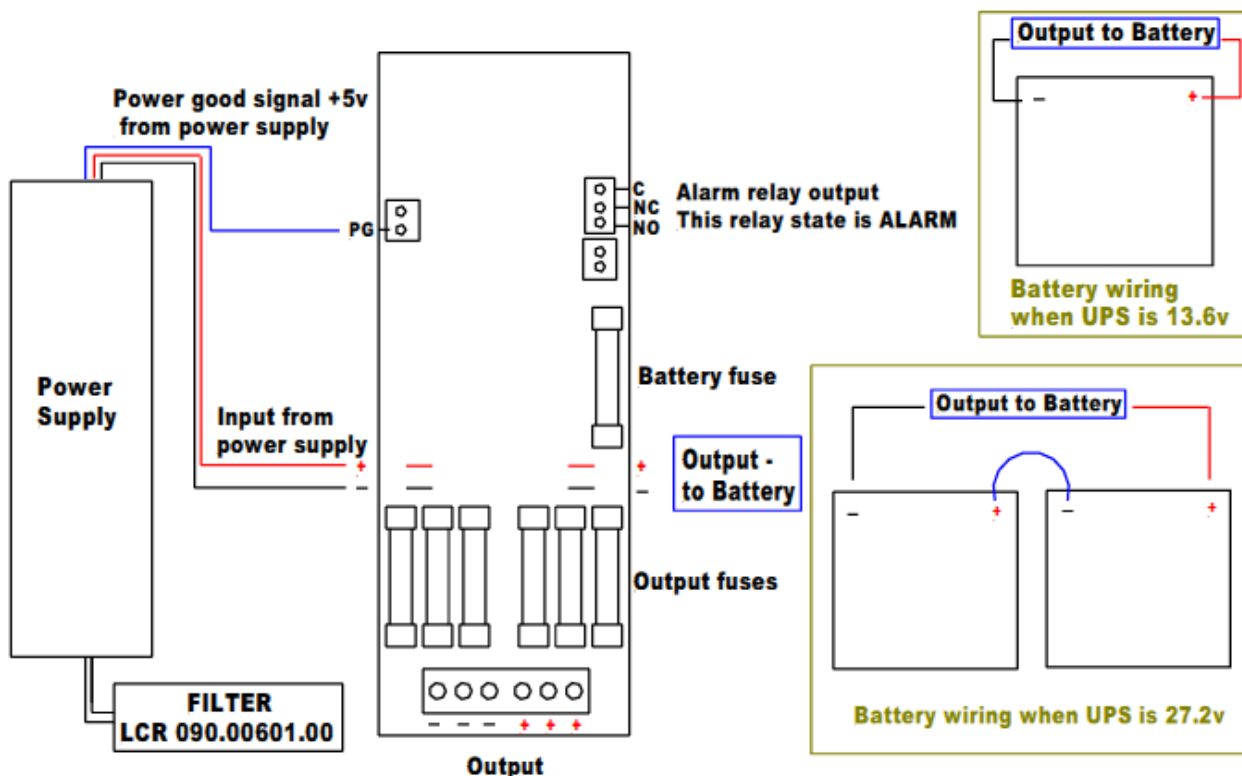 Power good signal +5v
from power supply
PG
C
NC
NO
Alarm relay output
This relay state is ALARM
Output to Battery
–
+
Battery wiring
when UPS is 13.6v
Power
Supply
Input from
power supply
+
–
Battery fuse
+
–
Output -
to Battery
Output fuses
Output to Battery
–
+
–
+
Battery wiring when UPS is 27.2v
FILTER
LCR 090.00601.00
– – – + + +
Output